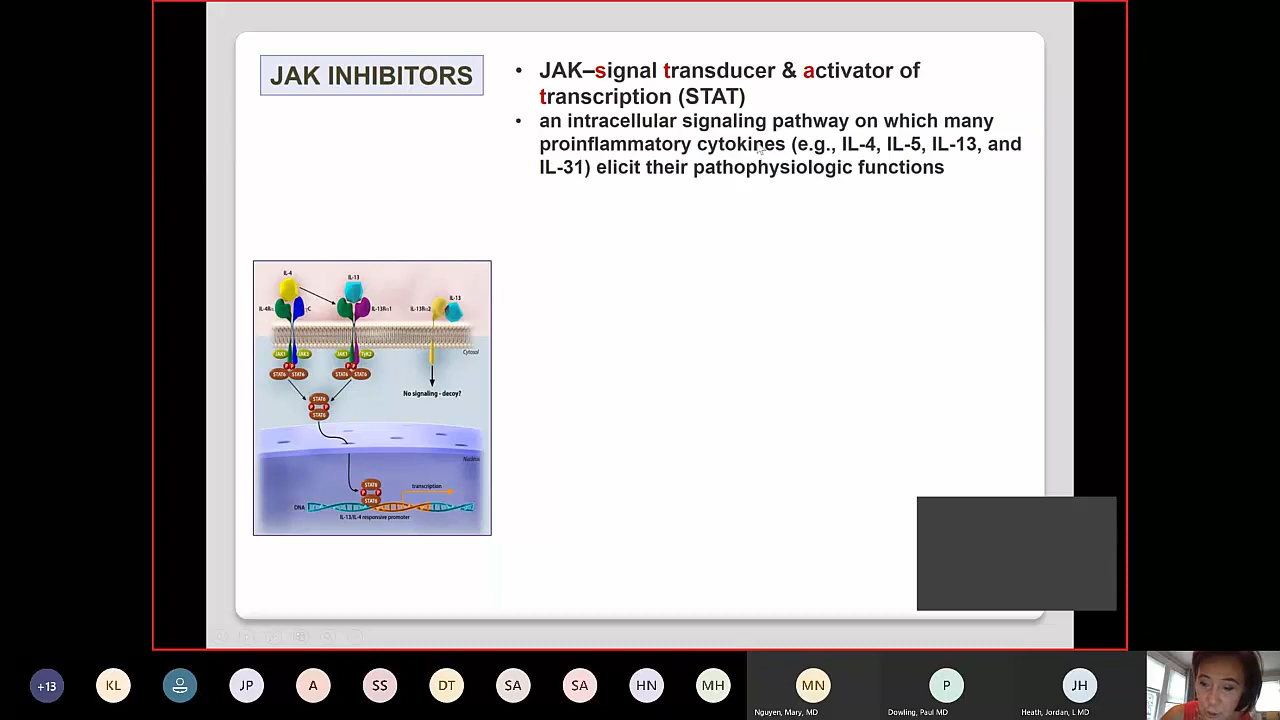 JAK INHIBITORS
• JAK–signal transducer & activator of
transcription (STAT)
• an intracellular signaling pathway on which many
proinflammatory cytokines (e.g., IL-4, IL-5, IL-13, and
IL-31) elicit their pathophysiologic functions
IL-4
IL-13
IL-13
IL-4Rα
γC
IL-13Rα1
IL-13Rα2
Cytosol
JAK1
JAK3
JAK1
TyK2
P P
P P
STAT6
STAT6
STAT6
STAT6
No signaling - decoy?
STAT6
P P
STAT6
Nucleus
STAT6
P P
STAT6
transcription
DNA
IL-13/IL-4 responsive promoter
+13
KL
JP
A
SS
DT
SA
SA
HN
MH
MN
P
JH
Nguyen, Mary, MD
Dowling, Paul MD
Heath, Jordan, L MD